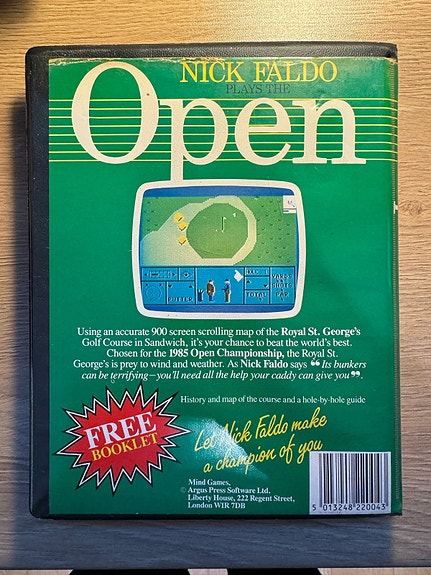 NICK FALDO
PLAYS THE
Open
PUTTER
TOTAL
PAR
Using an accurate 900 screen scrolling map of the Royal St. George's
Golf Course in Sandwich, it's your chance to beat the world's best.
Chosen for the 1985 Open Championship, the Royal St.
George's is prey to wind and weather. As Nick Faldo says “Its bunkers
can be terrifying—you'll need all the help your caddy can give you”.
History and map of the course and a hole-by-hole guide
FREE
BOOKLET
Let Nick Faldo make
a champion of you
Mind Games,
© Argus Press Software Ltd.
Liberty House, 222 Regent Street,
London W1R 7DB
5 013248 220043